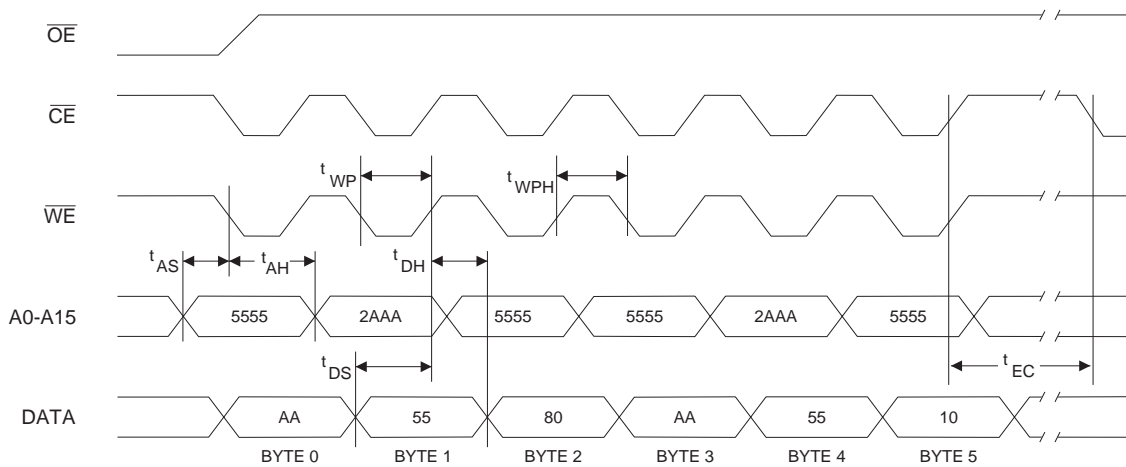 OE
CE
t WP
t WPH
WE
t AS
t AH
t DH
A0-A15
5555 2AAA 5555 5555 2AAA 5555
t DS
t EC
DATA
AA 55 80 AA 55 10
BYTE 0 BYTE 1 BYTE 2 BYTE 3 BYTE 4 BYTE 5